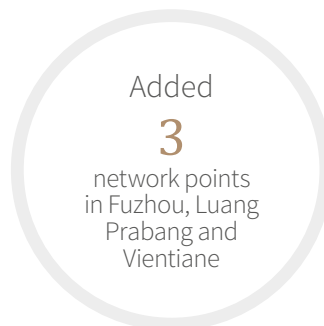 Added
3
network points
in Fuzhou, Luang
Prabang and
Vientiane